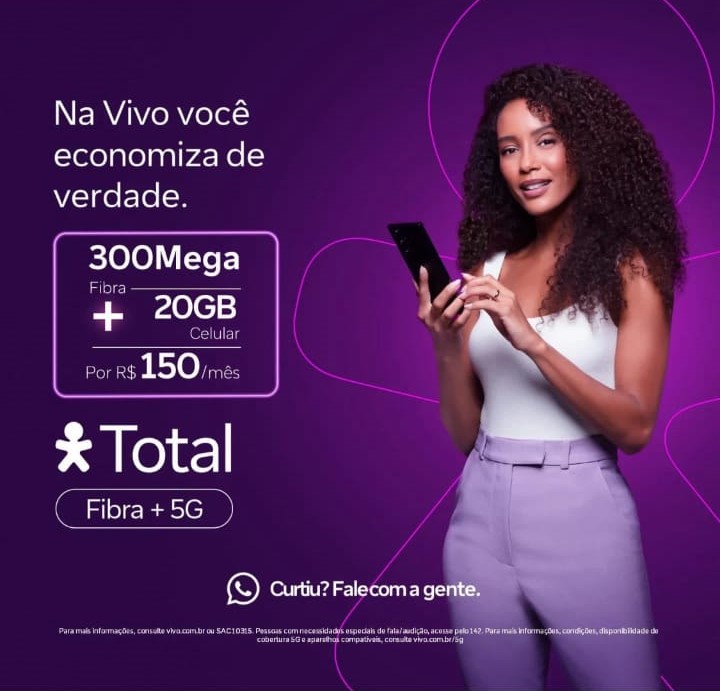 Na Vivo você
economiza de
verdade.
300Mega
Fibra
+ 20GB
Celular
Por R$ 150/mês
Total
Fibra + 5G
Curtiu? Fale com a gente.
Para mais informações, consulte vivo.com.br ou SAC10315. Pessoas com necessidades especiais de fala/audição, acesse pelo 142. Para mais informações, condições, disponibilidade de
cobertura 5G e aparelhos compatíveis, consulte vivo.com.br/5g